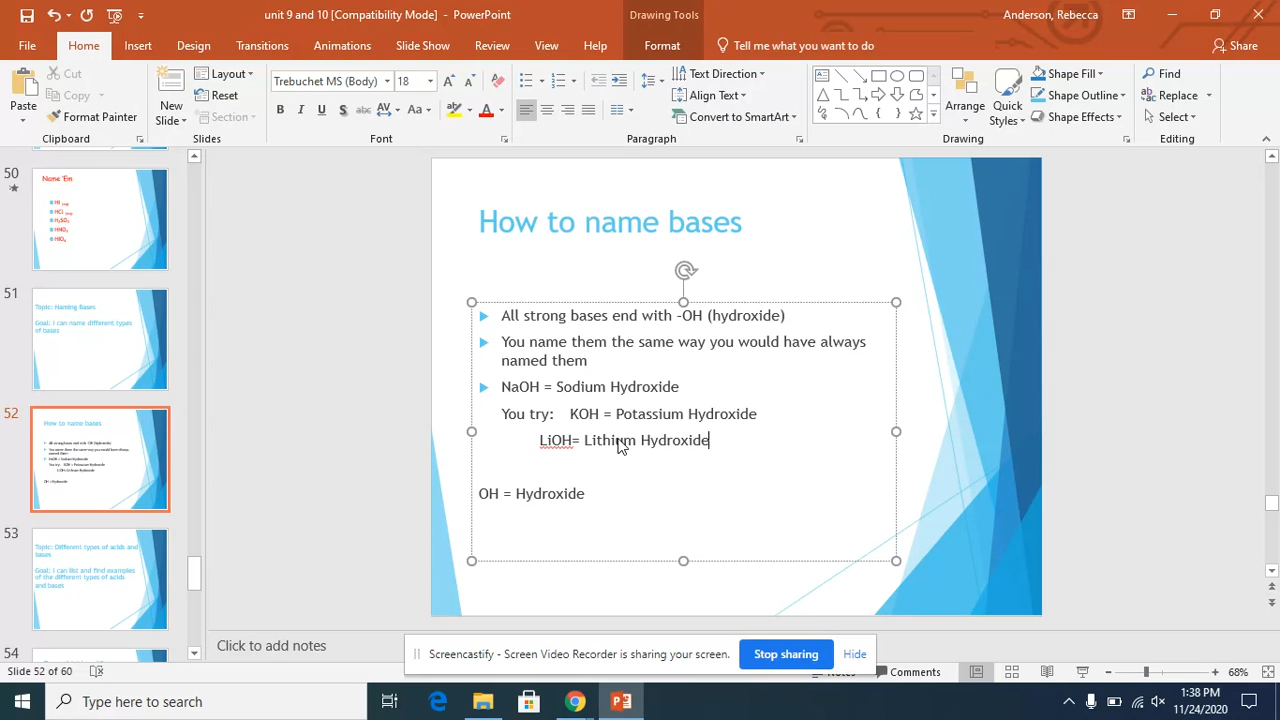 unit 9 and 10 [Compatibility Mode] - PowerPoint
Drawing Tools
Anderson, Rebecca
File Home Insert Design Transitions Animations Slide Show Review View Help Format Tell me what you want to do Share
Paste
Cut
Copy
Format Painter
Clipboard
New Slide
Layout
Reset
Section
Slides
Trebuchet MS (Body) 18
B I U S abc AV Aa A
Font
Text Direction
Align Text
Convert to SmartArt
Paragraph
Arrange
Quick Styles
Shape Fill
Shape Outline
Shape Effects
Drawing
Find
Replace
Select
Editing
50
Name 'Em
51
Topic: Naming Bases
Goal: I can name different types
of bases
52
How to name bases
53
Topic: Different types of acids and
bases
Goal: I can list and find examples
of the different types of acids
and bases
54
How to name bases
All strong bases end with -OH (hydroxide)
You name them the same way you would have always
named them
NaOH = Sodium Hydroxide
You try: KOH = Potassium Hydroxide
LiOH= Lithium Hydroxide
OH = Hydroxide
Click to add notes
Screencastify - Screen Video Recorder is sharing your screen. Stop sharing Hide
Slide 52 of 60
Notes Comments 68%
Type here to search
1:38 PM
11/24/2020